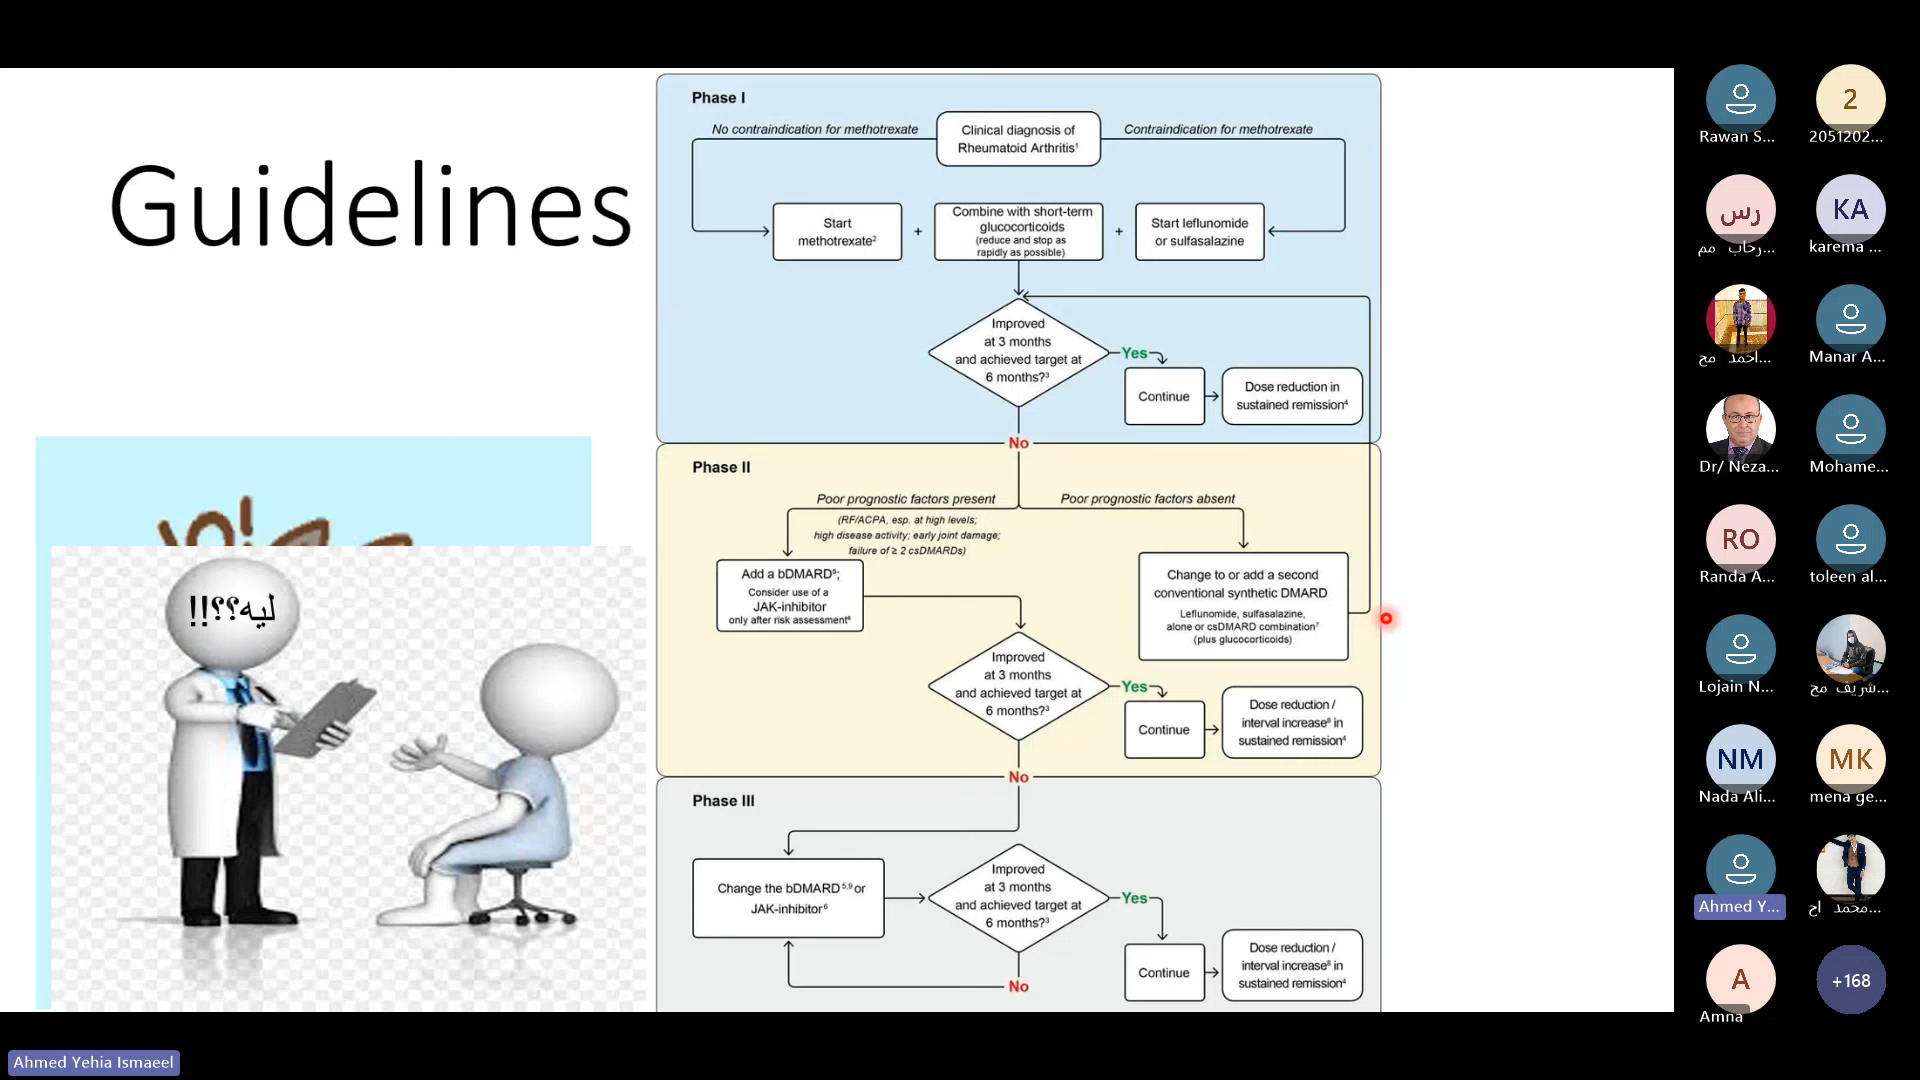 Guidelines
ليه؟؟!!
Phase I
No contraindication for methotrexate
Clinical diagnosis of
Rheumatoid Arthritis¹
Contraindication for methotrexate
Start
methotrexate²
+
Combine with short-term
glucocorticoids
(reduce and stop as
rapidly as possible)
+
Start leflunomide
or sulfasalazine
Improved
at 3 months
and achieved target at
6 months?³
Yes
Continue
Dose reduction in
sustained remission⁴
No
Phase II
Poor prognostic factors present
(RF/ACPA, esp. at high levels;
high disease activity; early joint damage;
failure of ≥ 2 csDMARDs)
Poor prognostic factors absent
Add a bDMARD⁵;
Consider use of a
JAK-inhibitor
only after risk assessment⁶
Change to or add a second
conventional synthetic DMARD
Leflunomide, sulfasalazine,
alone or csDMARD combination⁷
(plus glucocorticoids)
Improved
at 3 months
and achieved target at
6 months?³
Yes
Continue
Dose reduction /
interval increase⁸ in
sustained remission⁴
No
Phase III
Change the bDMARD⁵,⁹ or
JAK-inhibitor⁶
Improved
at 3 months
and achieved target at
6 months?³
Yes
Continue
Dose reduction /
interval increase⁸ in
sustained remission⁴
No
Rawan S...
2
2051202...
رس
رحاب مم...
KA
karema ...
احمد مح...
Manar A...
Dr/ Neza...
Mohame...
RO
Randa A...
toleen al...
Lojain N...
شريف مح...
NM
Nada Ali...
MK
mena ge...
Ahmed Y...
محمد اح...
A
Amna
+168
Ahmed Yehia Ismaeel